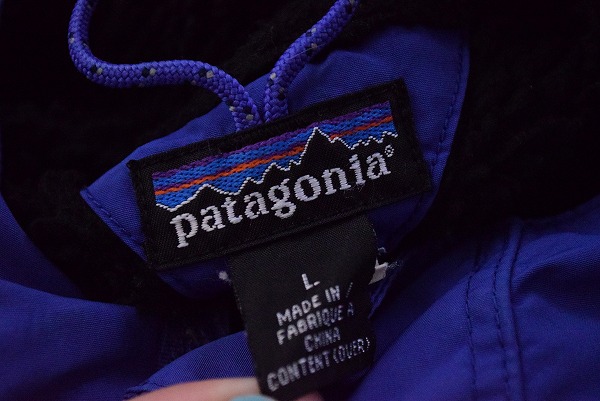 patagonia®
L
MADE IN/
FABRIQUE A
CHINA
CONTENT (OVER)